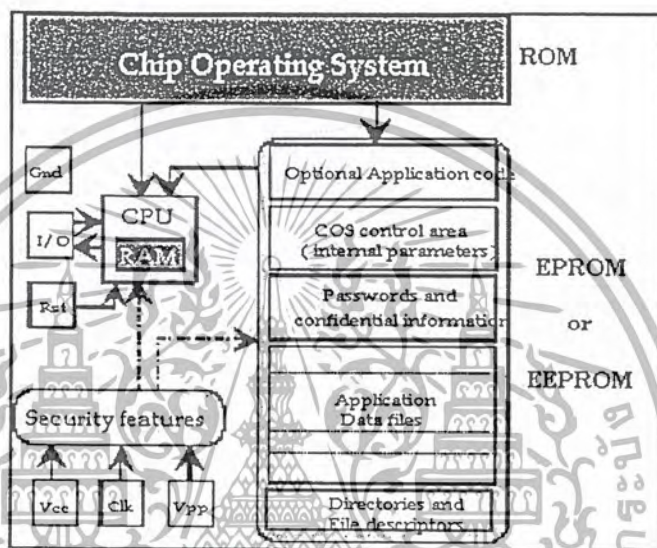 Chip Operating System
ROM
Gnd
Optional Application code
CPU
I/O
RAM
COS control area
(internal parameters)
EPROM
Passwords and
confidential information
or
Rst
EEPROM
Application
Data files
Security features
Vcc
Clk
Vpp
Directories and
File descriptors